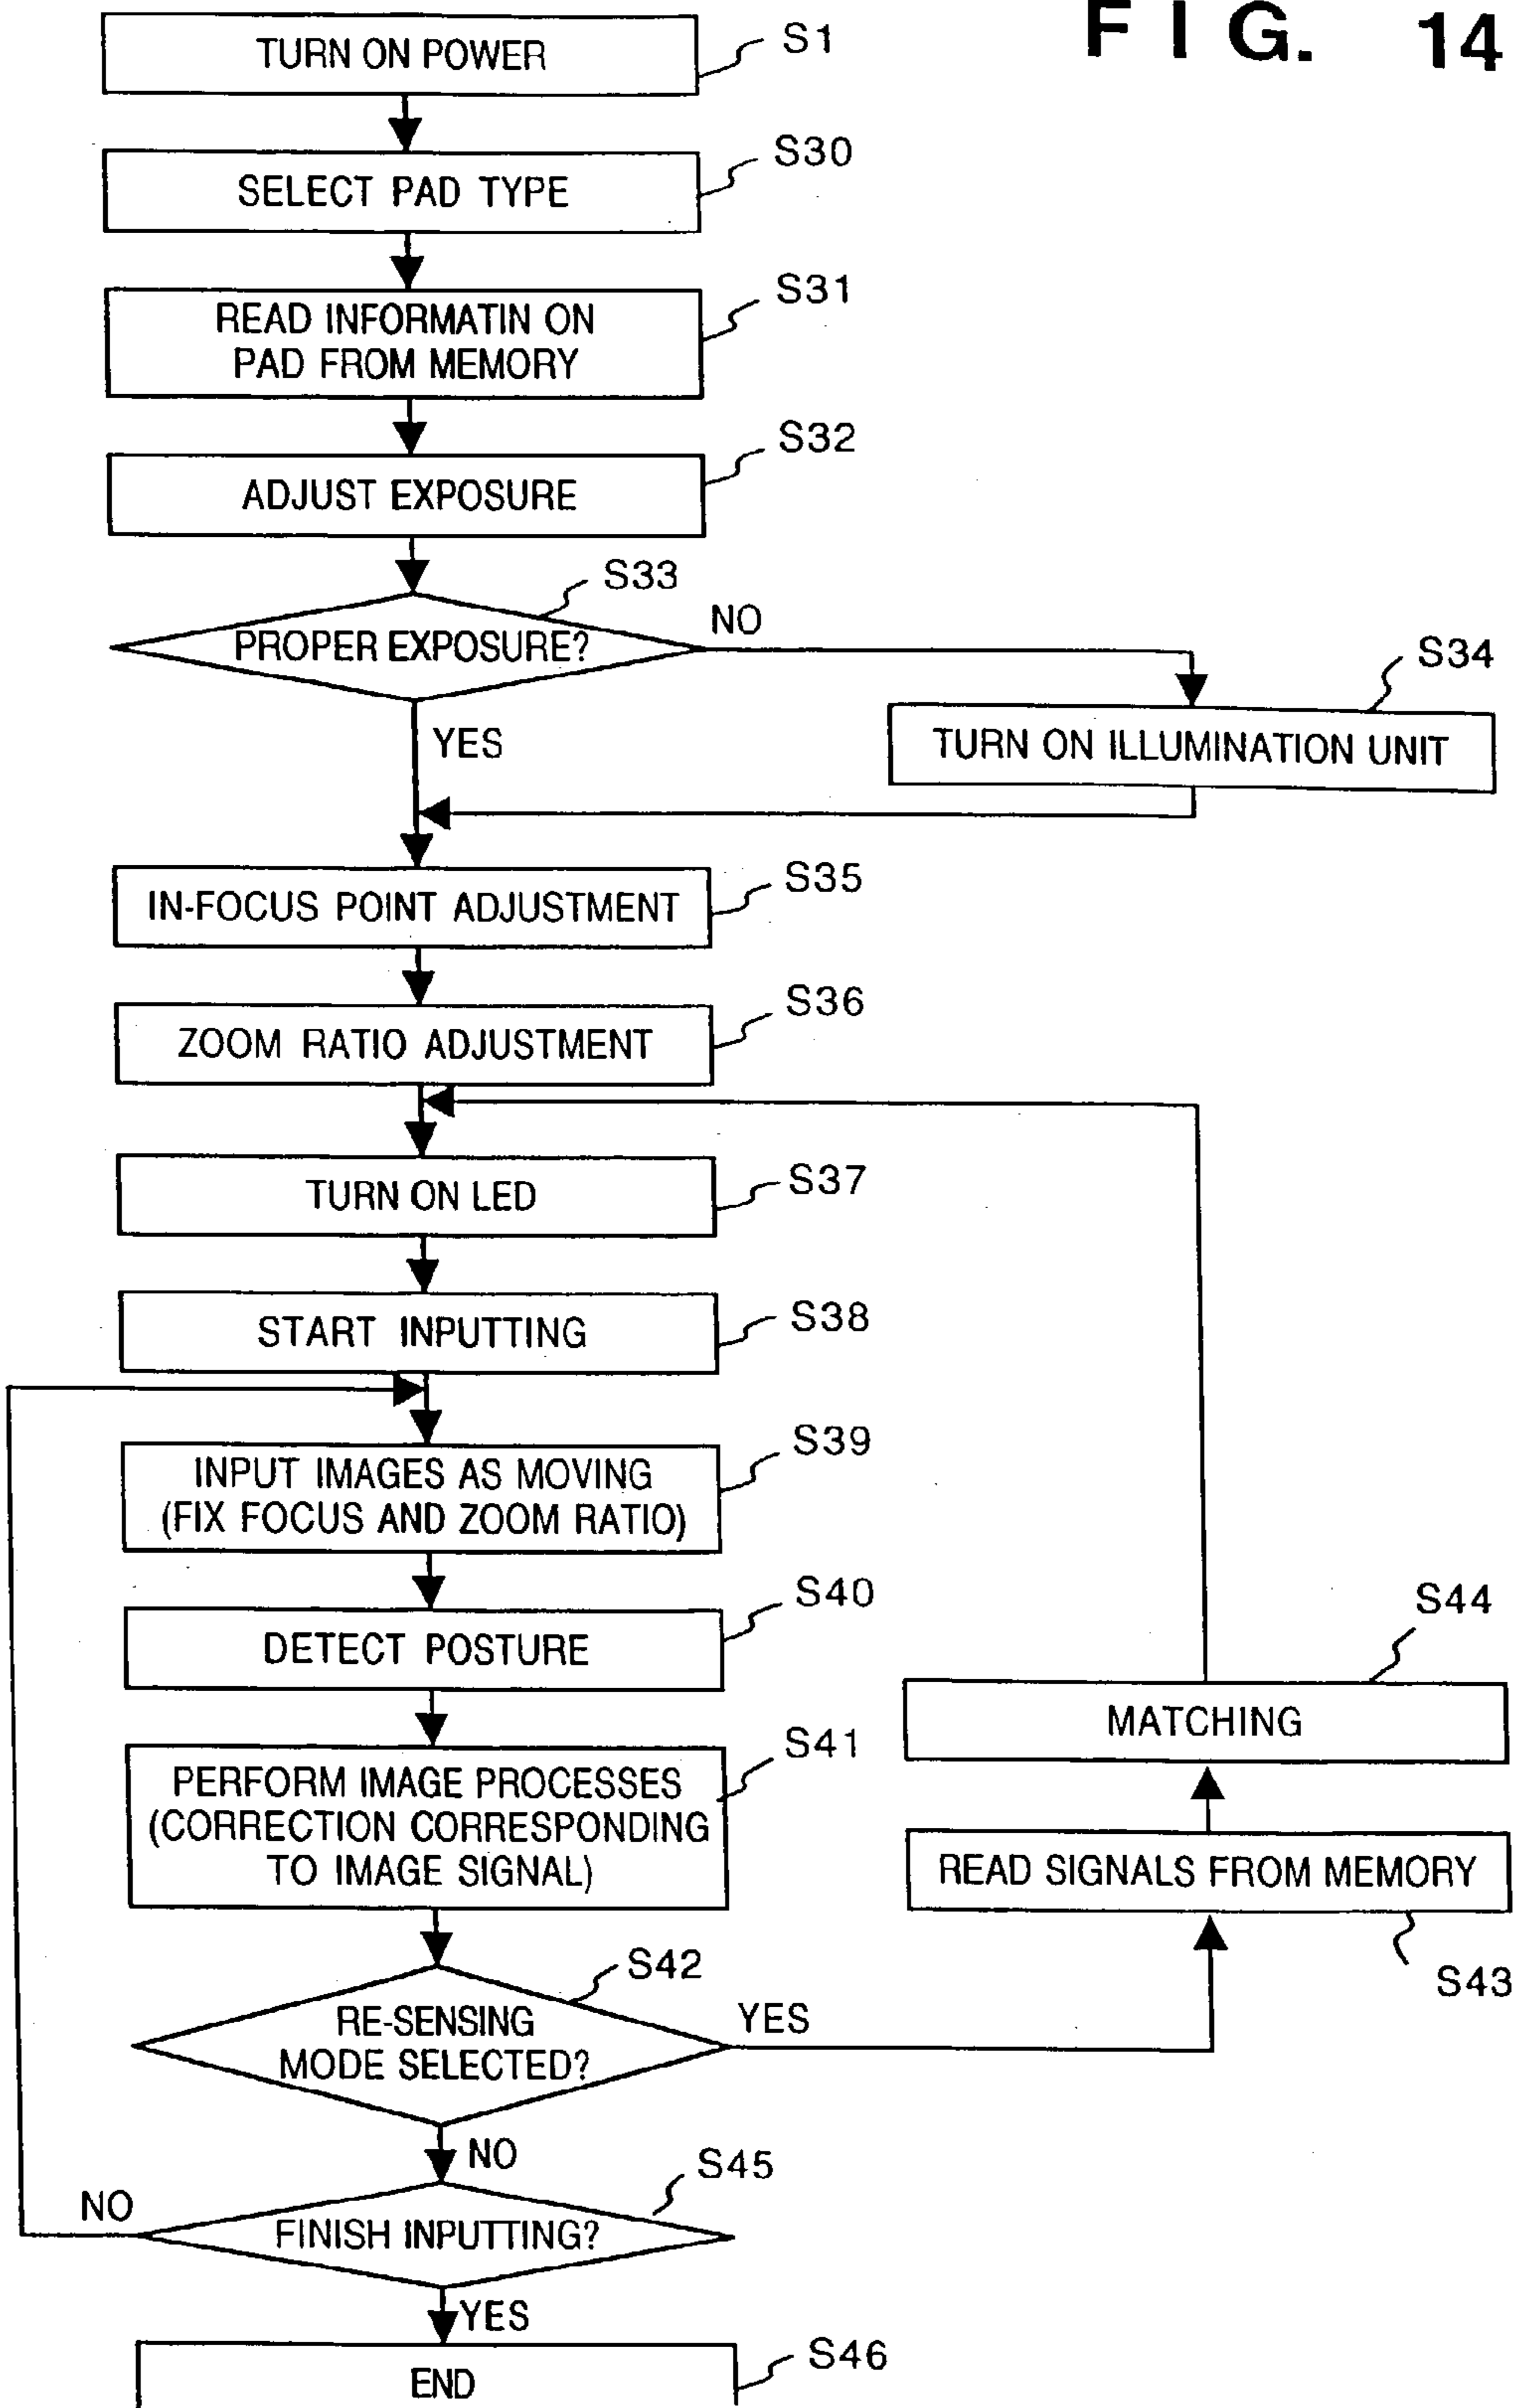 FIG. 14
TURN ON POWER
S1
SELECT PAD TYPE
S30
READ INFORMATIN ON
PAD FROM MEMORY
S31
ADJUST EXPOSURE
S32
PROPER EXPOSURE?
S33
NO
YES
TURN ON ILLUMINATION UNIT
S34
IN-FOCUS POINT ADJUSTMENT
S35
ZOOM RATIO ADJUSTMENT
S36
TURN ON LED
S37
START INPUTTING
S38
INPUT IMAGES AS MOVING
(FIX FOCUS AND ZOOM RATIO)
S39
DETECT POSTURE
S40
PERFORM IMAGE PROCESSES
(CORRECTION CORRESPONDING
TO IMAGE SIGNAL)
S41
RE-SENSING
MODE SELECTED?
S42
YES
NO
READ SIGNALS FROM MEMORY
S43
MATCHING
S44
FINISH INPUTTING?
S45
NO
YES
END
S46